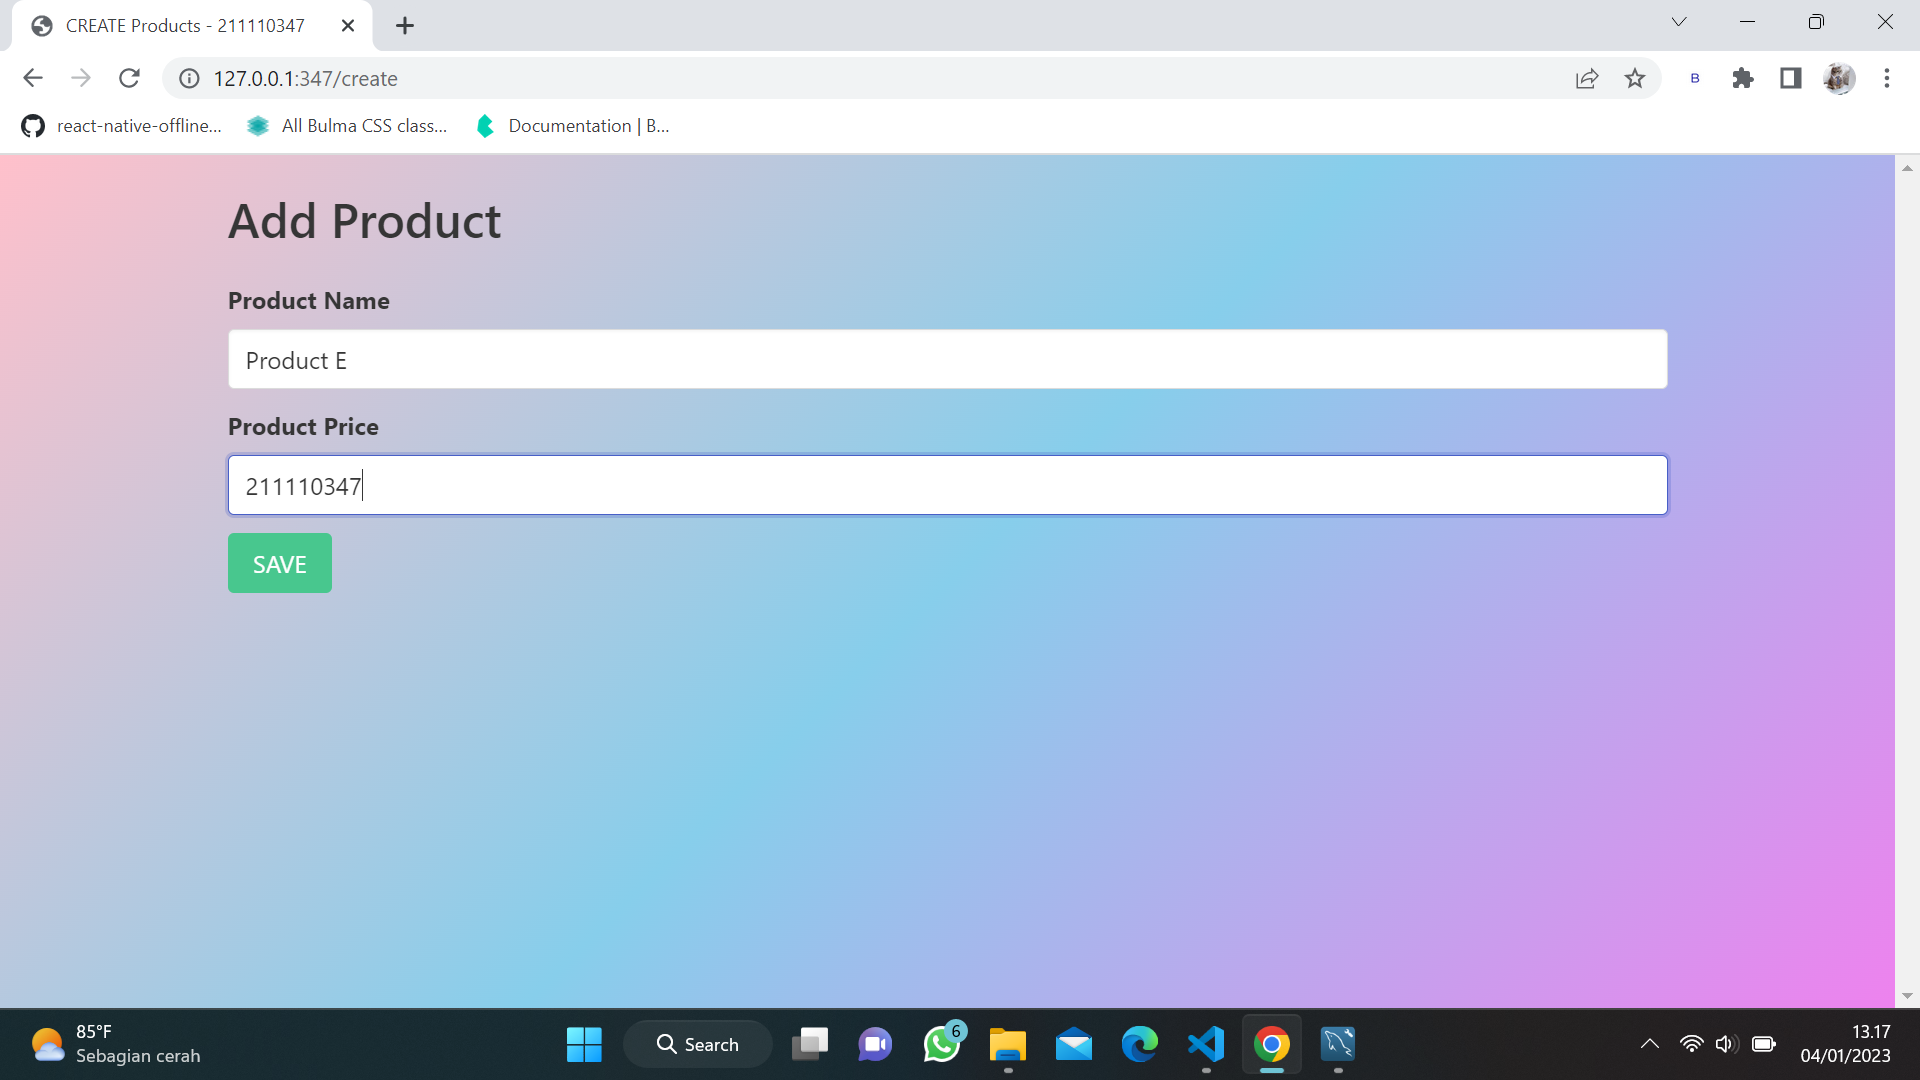 CREATE Products - 211110347
127.0.0.1:347/create
B
react-native-offline...
All Bulma CSS class...
Documentation | B...
Add Product
Product Name
Product E
Product Price
211110347
SAVE
85°F
Sebagian cerah
Search
6
13.17
04/01/2023